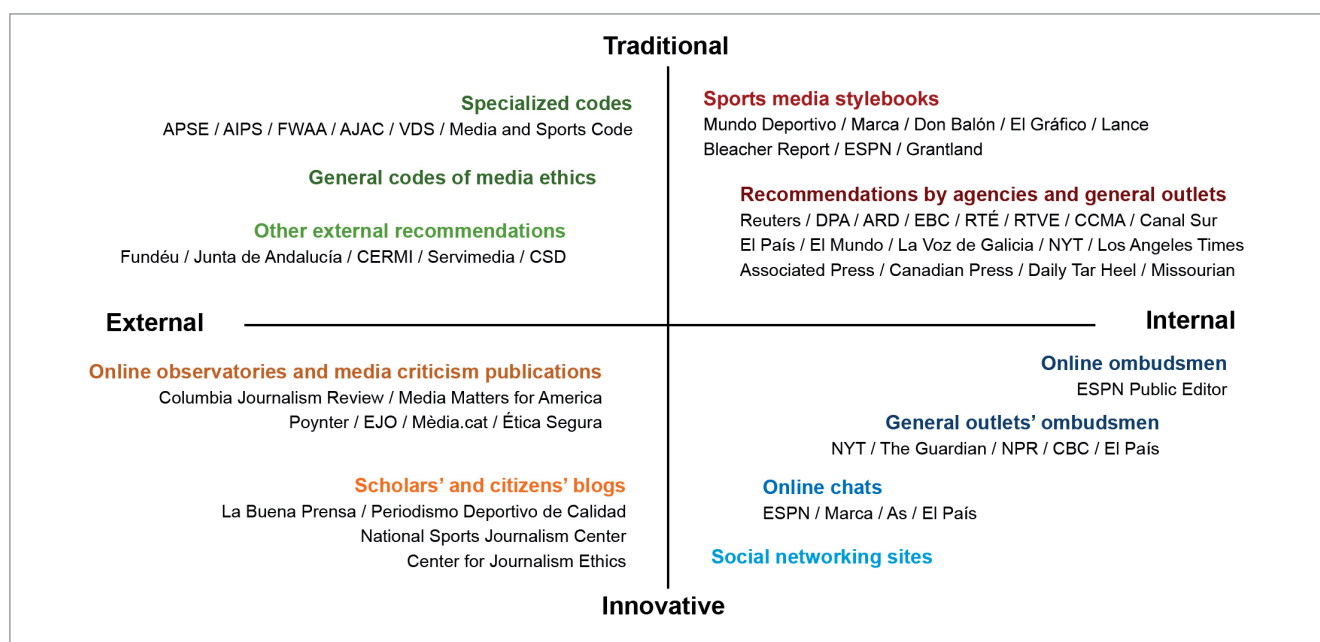 Traditional
Specialized codes
APSE / AIPS / FWAA / AJAC / VDS / Media and Sports Code
General codes of media ethics
Other external recommendations
Fundéu / Junta de Andalucía / CERMI / Servimedia / CSD
Sports media stylebooks
Mundo Deportivo / Marca / Don Balón / El Gráfico / Lance
Bleacher Report / ESPN / Grantland
Recommendations by agencies and general outlets
Reuters / DPA / ARD / EBC / RTÉ / RTVE / CCMA / Canal Sur
El País / El Mundo / La Voz de Galicia / NYT / Los Angeles Times
Associated Press / Canadian Press / Daily Tar Heel / Missourian
External
Internal
Online observatories and media criticism publications
Columbia Journalism Review / Media Matters for America
Poynter / EJO / Mèdia.cat / Ética Segura
Scholars’ and citizens’ blogs
La Buena Prensa / Periodismo Deportivo de Calidad
National Sports Journalism Center
Center for Journalism Ethics
Online ombudsmen
ESPN Public Editor
General outlets’ ombudsmen
NYT / The Guardian / NPR / CBC / El País
Online chats
ESPN / Marca / As / El País
Social networking sites
Innovative